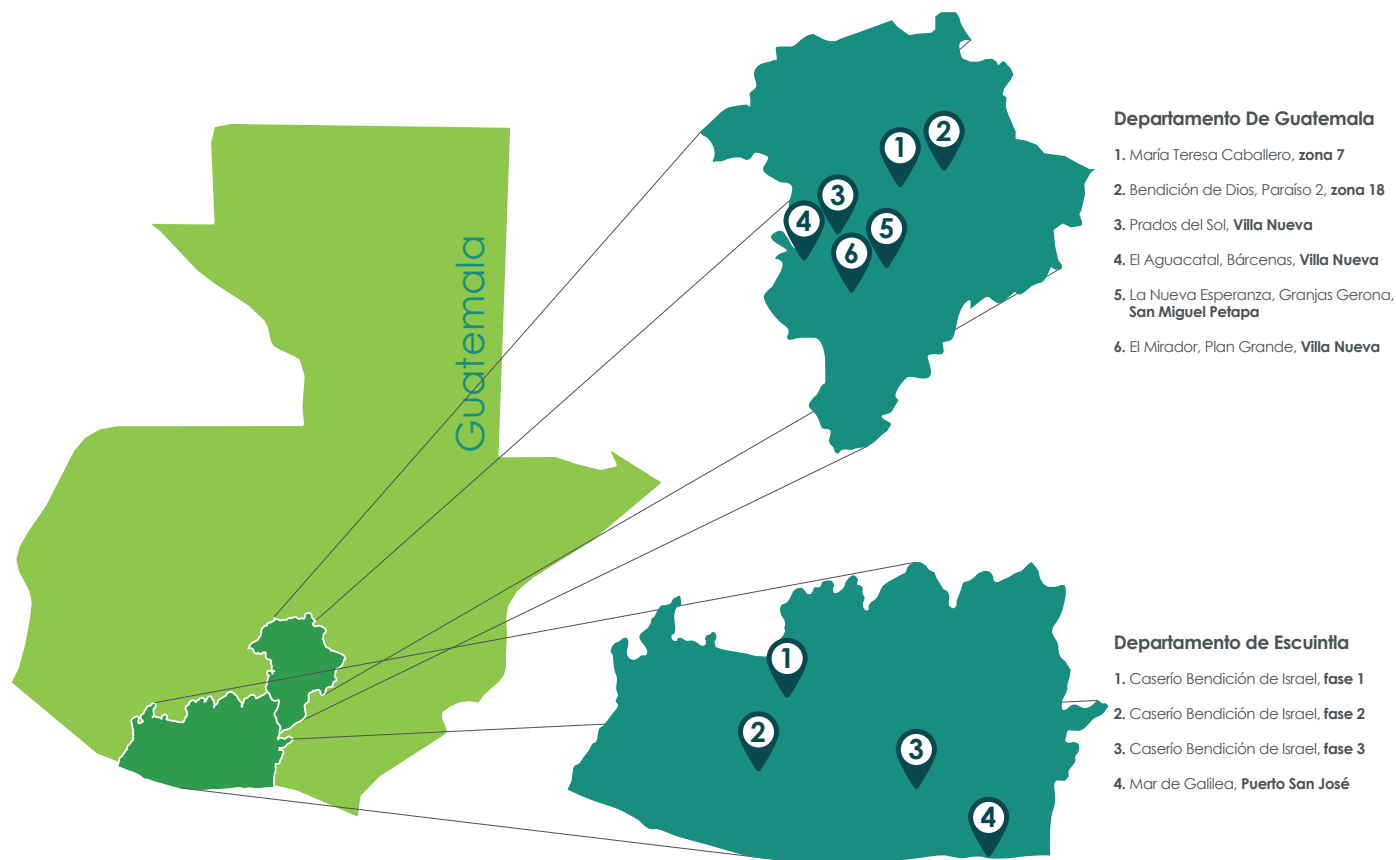 Guatemala
1
2
3
4
5
6
Departamento De Guatemala
1. María Teresa Caballero, zona 7
2. Bendición de Dios, Paraíso 2, zona 18
3. Prados del Sol, Villa Nueva
4. El Aguacatal, Bárcenas, Villa Nueva
5. La Nueva Esperanza, Granjas Gerona,
San Miguel Petapa
6. El Mirador, Plan Grande, Villa Nueva
1
2
3
4
Departamento de Escuintla
1. Caserío Bendición de Israel, fase 1
2. Caserío Bendición de Israel, fase 2
3. Caserío Bendición de Israel, fase 3
4. Mar de Galilea, Puerto San José